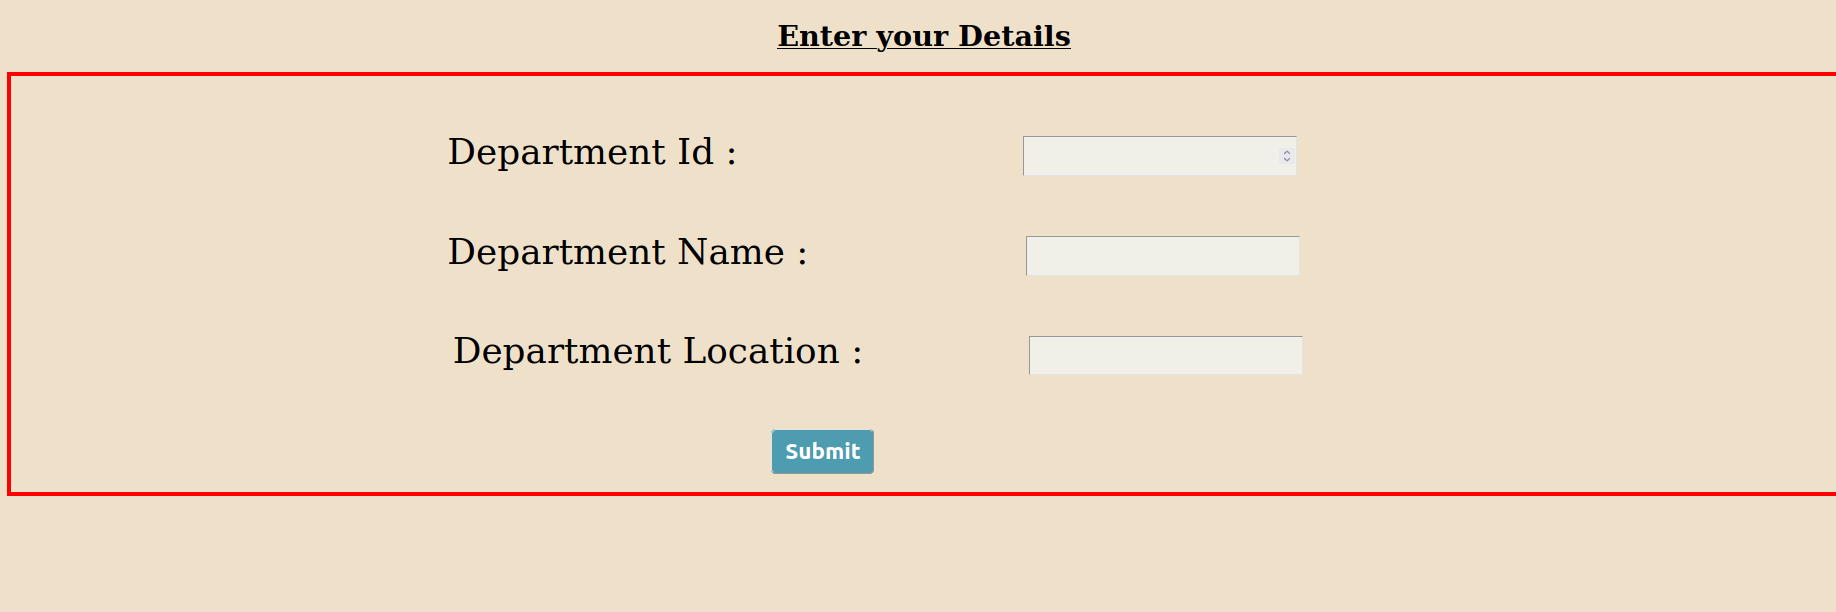 Enter your Details
Department Id :
Department Name :
Department Location :
Submit